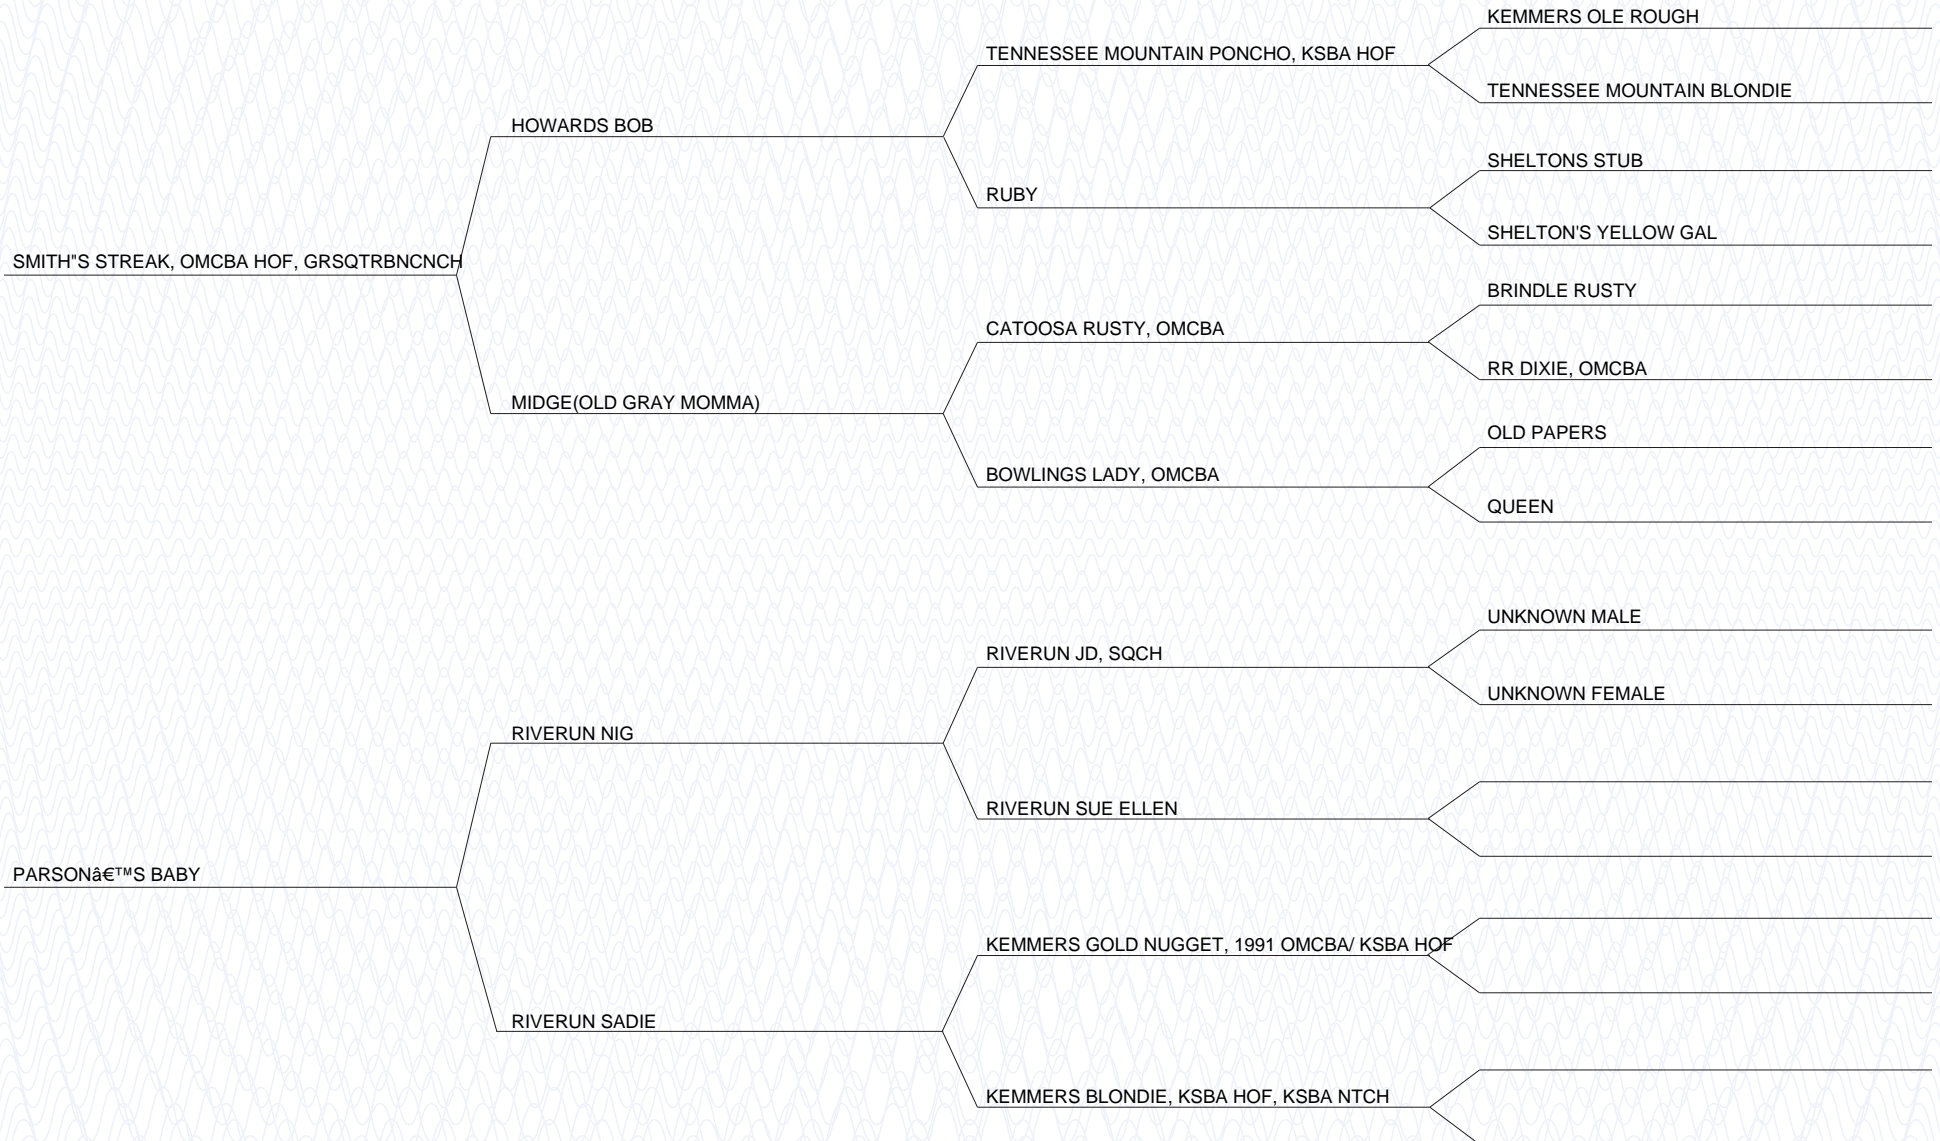 KEMMERS OLE ROUGH
TENNESSEE MOUNTAIN PONCHO, KSBA HOF
TENNESSEE MOUNTAIN BLONDIE
HOWARDS BOB
SHELTONS STUB
RUBY
SHELTON'S YELLOW GAL
SMITH"S STREAK, OMCBA HOF, GRSQTRBNCNCH
BRINDLE RUSTY
CATOOSA RUSTY, OMCBA
RR DIXIE, OMCBA
MIDGE(OLD GRAY MOMMA)
OLD PAPERS
BOWLINGS LADY, OMCBA
QUEEN
UNKNOWN MALE
RIVERUN JD, SQCH
UNKNOWN FEMALE
RIVERUN NIG
RIVERUN SUE ELLEN
PARSONâ€™S BABY
KEMMERS GOLD NUGGET, 1991 OMCBA/ KSBA HOF
RIVERUN SADIE
KEMMERS BLONDIE, KSBA HOF, KSBA NTCH